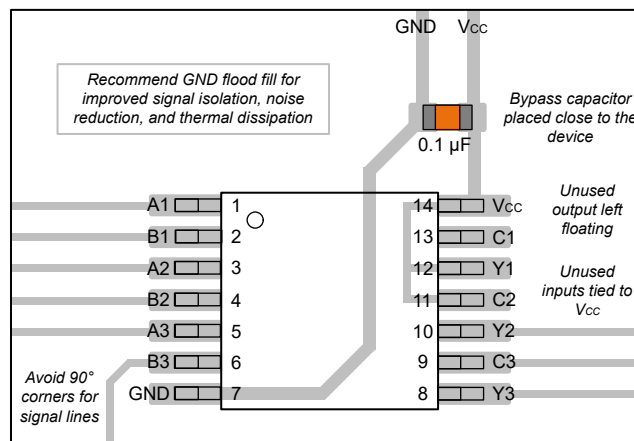 GND VCC
Recommend GND flood fill for
improved signal isolation, noise
reduction, and thermal dissipation
Bypass capacitor
placed close to the
device
0.1 µF
A1 1 14 VCC
B1 2 13 C1
A2 3 12 Y1
B2 4 11 C2
A3 5 10 Y2
B3 6 9 C3
GND 7 8 Y3
Unused
output left
floating
Unused
inputs tied to
VCC
Avoid 90°
corners for
signal lines